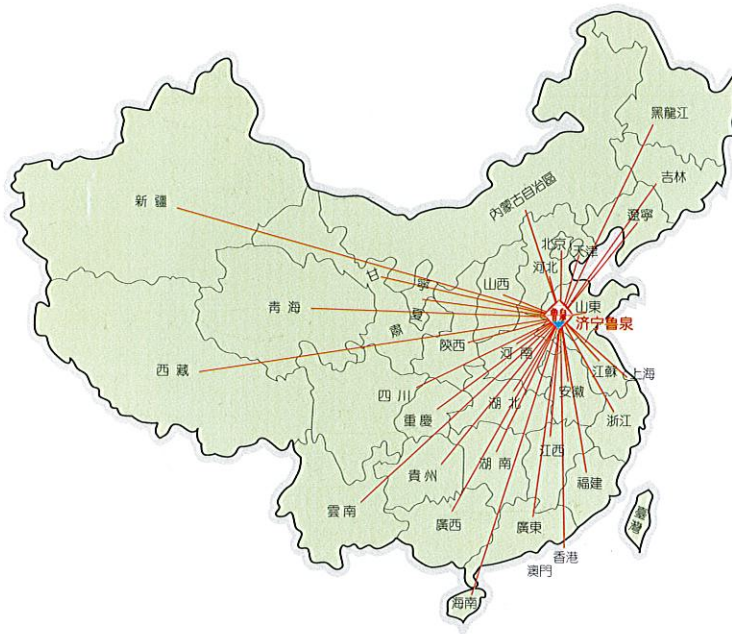 黑龍江
吉林
遼寧
內蒙古自治區
新疆
北京
天津
河北
甘肅
寧夏
山西
青海
山東
济宁鲁泉
陝西
河南
西藏
江蘇
上海
四川
安徽
重慶
湖北
浙江
江西
湖南
貴州
福建
雲南
廣西
廣東
臺灣
香港
澳門
海南